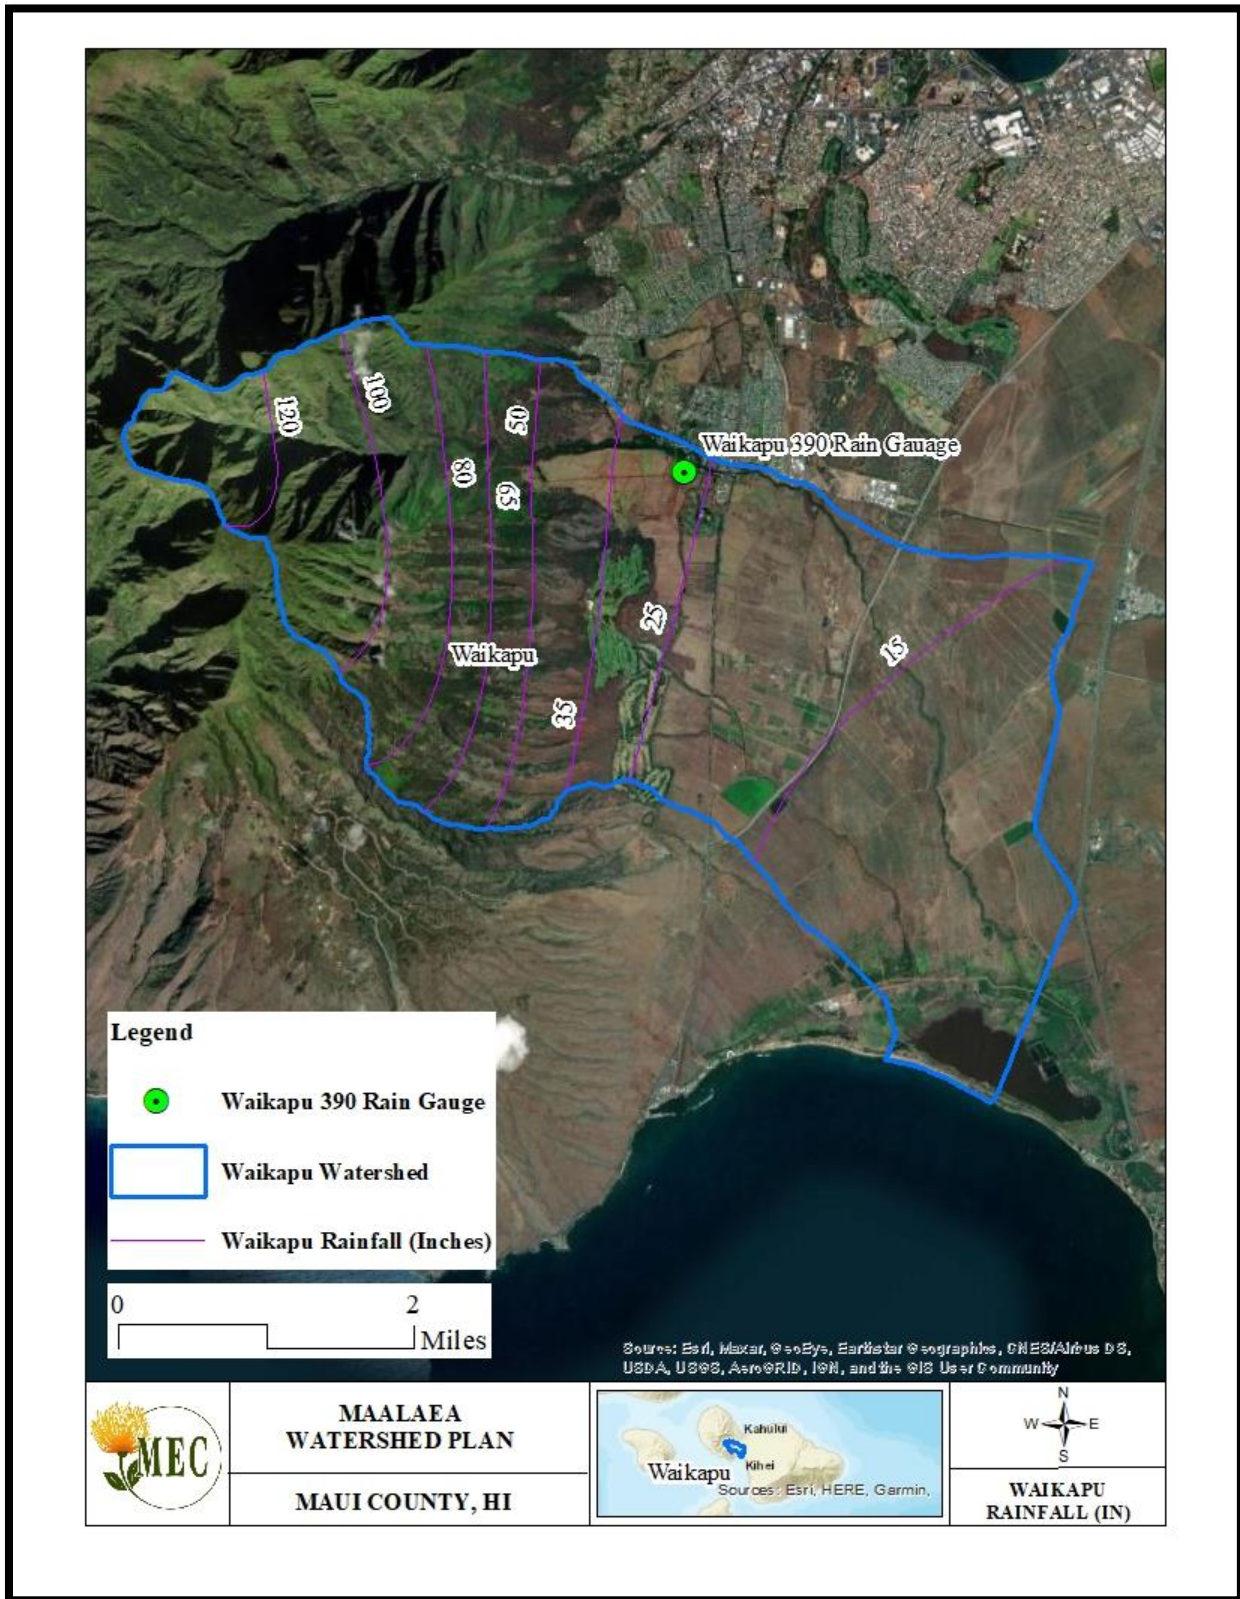 120
100
80
65
50
Waikapu 390 Rain Gauage
35
25
15
Waikapu
Legend
Waikapu 390 Rain Gauge
Waikapu Watershed
Waikapu Rainfall (Inches)
0 2
Miles
Source: Esri, Maxar, GeoEye, Earthstar Geographics, CNES/Airbus DS,
USDA, USGS, AeroGRID, IGN, and the GIS User Community
MEC
MAALAEA
WATERSHED PLAN
MAUI COUNTY, HI
Kahului
Kihei
Waikapu
Sources: Esri, HERE, Garmin,
N
W E
S
WAIKAPU
RAINFALL (IN)